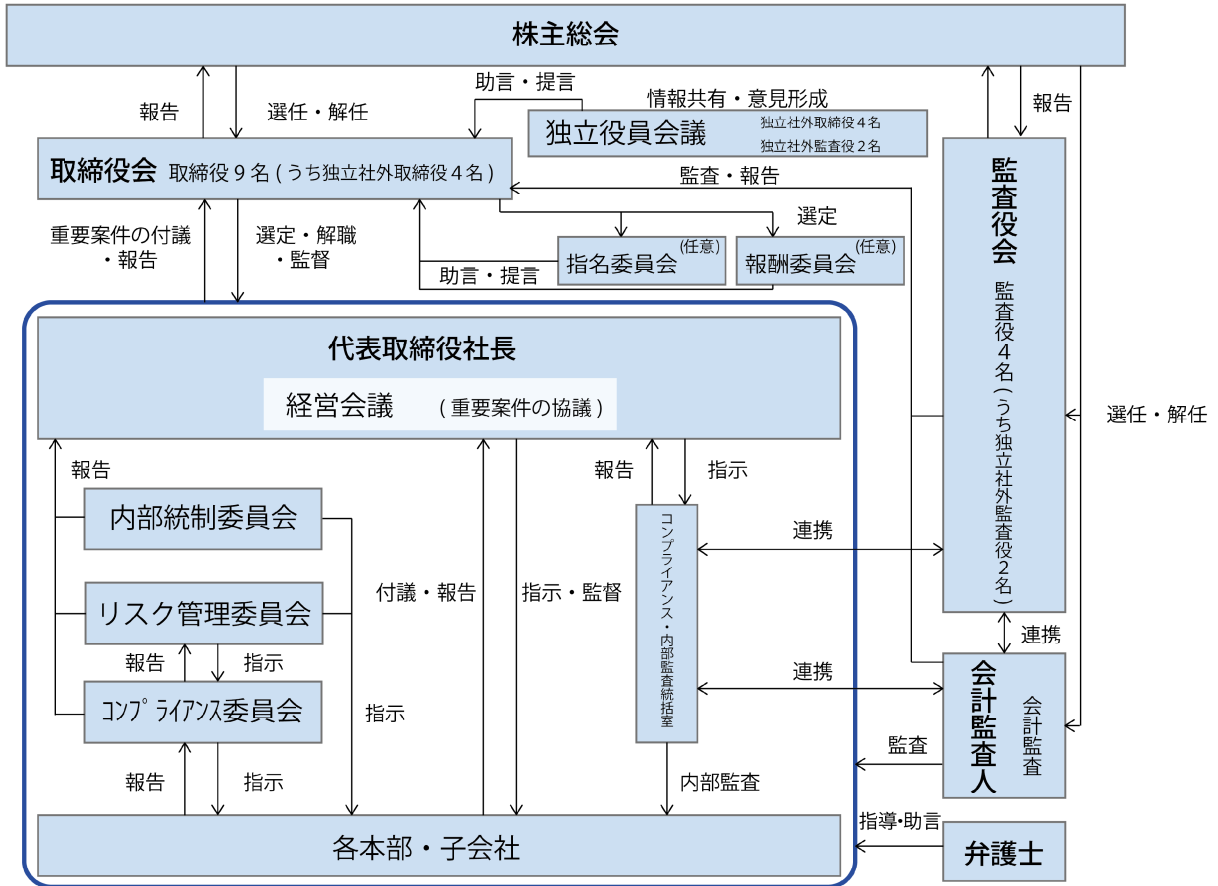 株主総会
報告
選任・解任
助言・提言
情報共有・意見形成
独立役員会議
独立社外取締役４名
独立社外監査役２名
報告
取締役会 取締役９名(うち独立社外取締役４名)
監査・報告
選定
重要案件の付議
・報告
選定・解職
・監督
指名委員会(任意)
報酬委員会(任意)
助言・提言
監査役会 監査役４名(うち独立社外監査役２名)
代表取締役社長
経営会議 (重要案件の協議)
選任・解任
報告
報告
指示
内部統制委員会
コンプライアンス・内部監査統括室
連携
リスク管理委員会
付議・報告
指示・監督
連携
報告
指示
連携
コンプライアンス委員会
指示
会計監査人 会計監査
監査
報告
指示
内部監査
指導・助言
各本部・子会社
弁護士